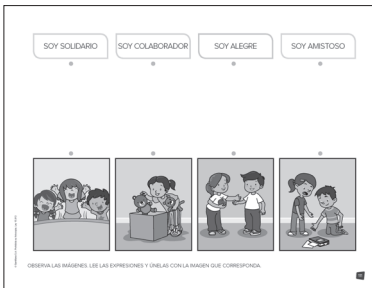 SOY SOLIDARIO
SOY COLABORADOR
SOY ALEGRE
SOY AMISTOSO
OBSERVA LAS IMÁGENES. LEE LAS EXPRESIONES Y ÚNELAS CON LA IMAGEN QUE CORRESPONDA.